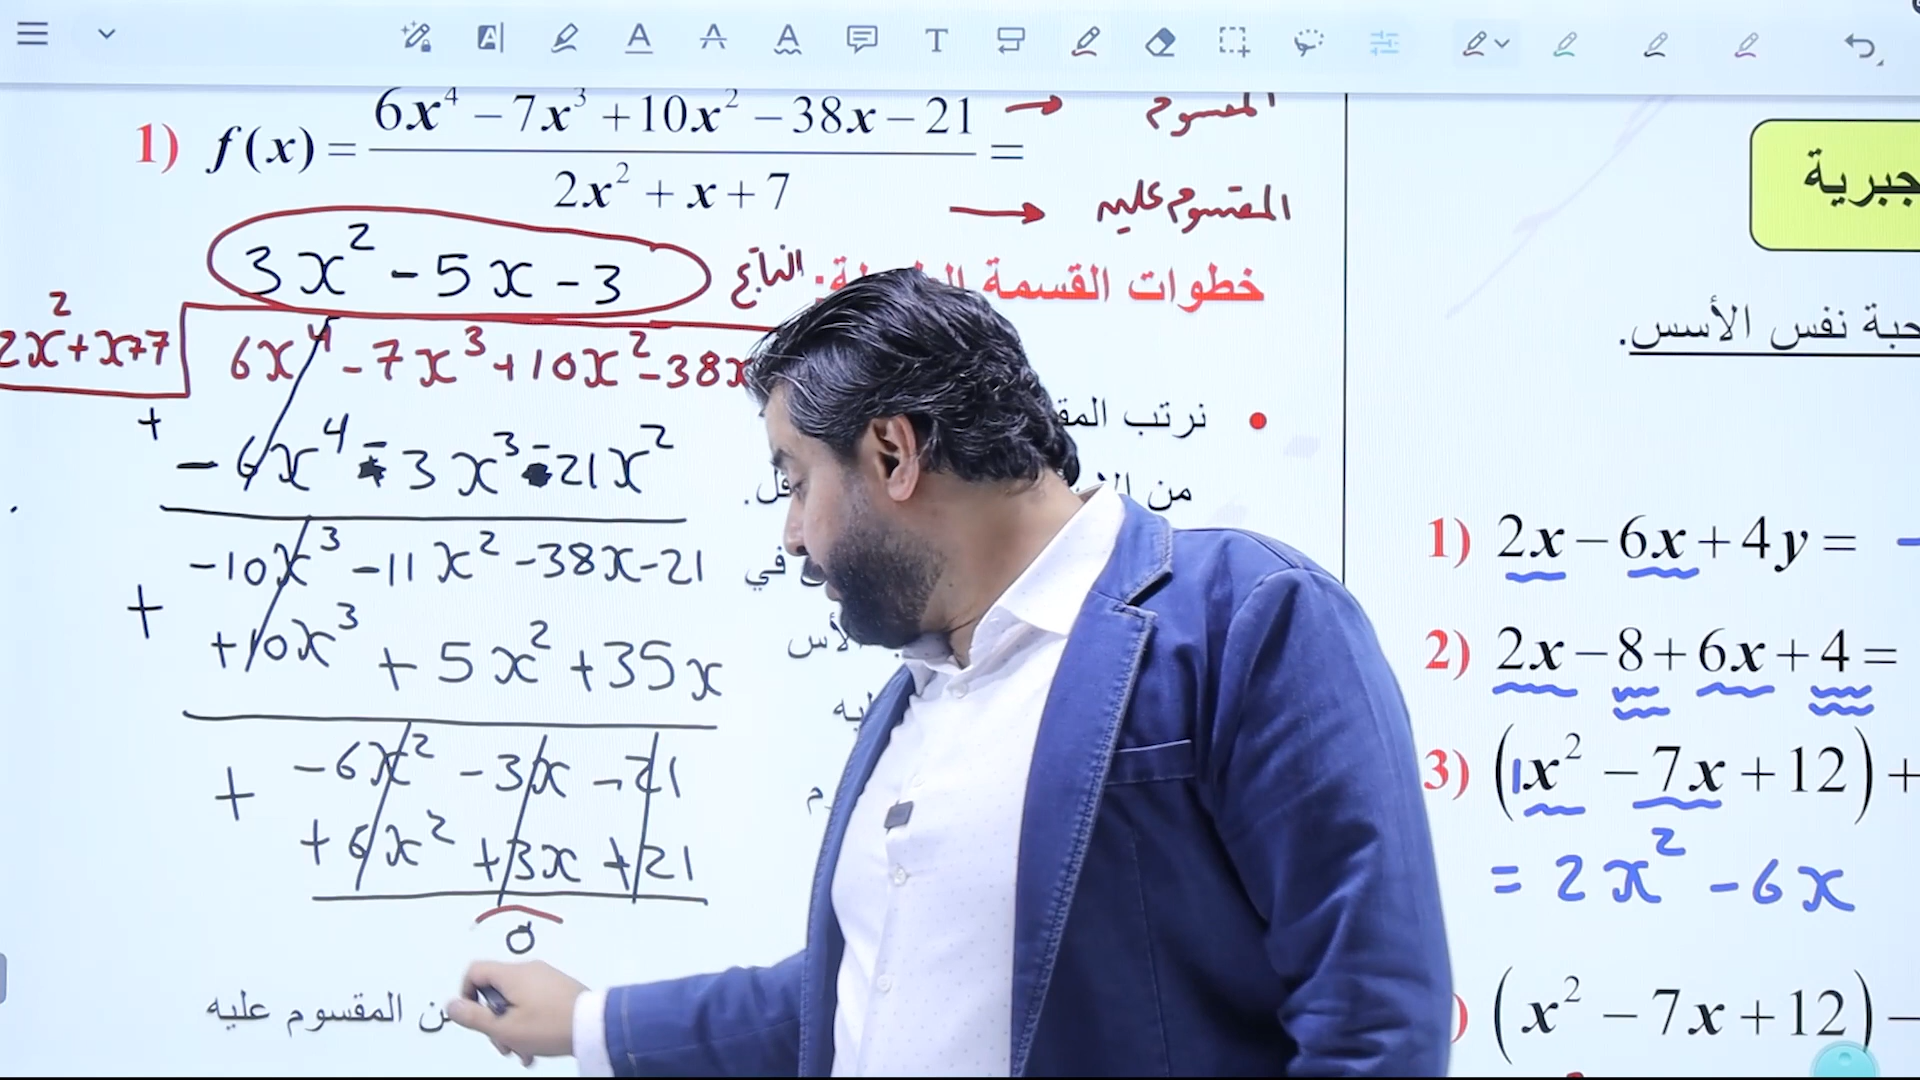 1) f(x) = (6x⁴ − 7x³ + 10x² − 38x − 21) / (2x² + x + 7) =
المقسوم
المقسوم عليه
3x² - 5x - 3
الناتج
خطوات القسمة
2x² + x + 7
6x⁴ - 7x³ + 10x² - 38x
+
- 6x⁴ - 3x³ - 21x²
-10x³ - 11x² - 38x - 21
+
+10x³ + 5x² + 35x
-6x² - 3x - 21
+
+6x² + 3x + 21
0
• نرتب
من
في
المقسوم عليه
جبرية
نفس الأسس.
1) 2x − 6x + 4y = -
2) 2x − 8 + 6x + 4 =
3) (1x² − 7x + 12) +
= 2x² - 6x
) (x² − 7x + 12) −